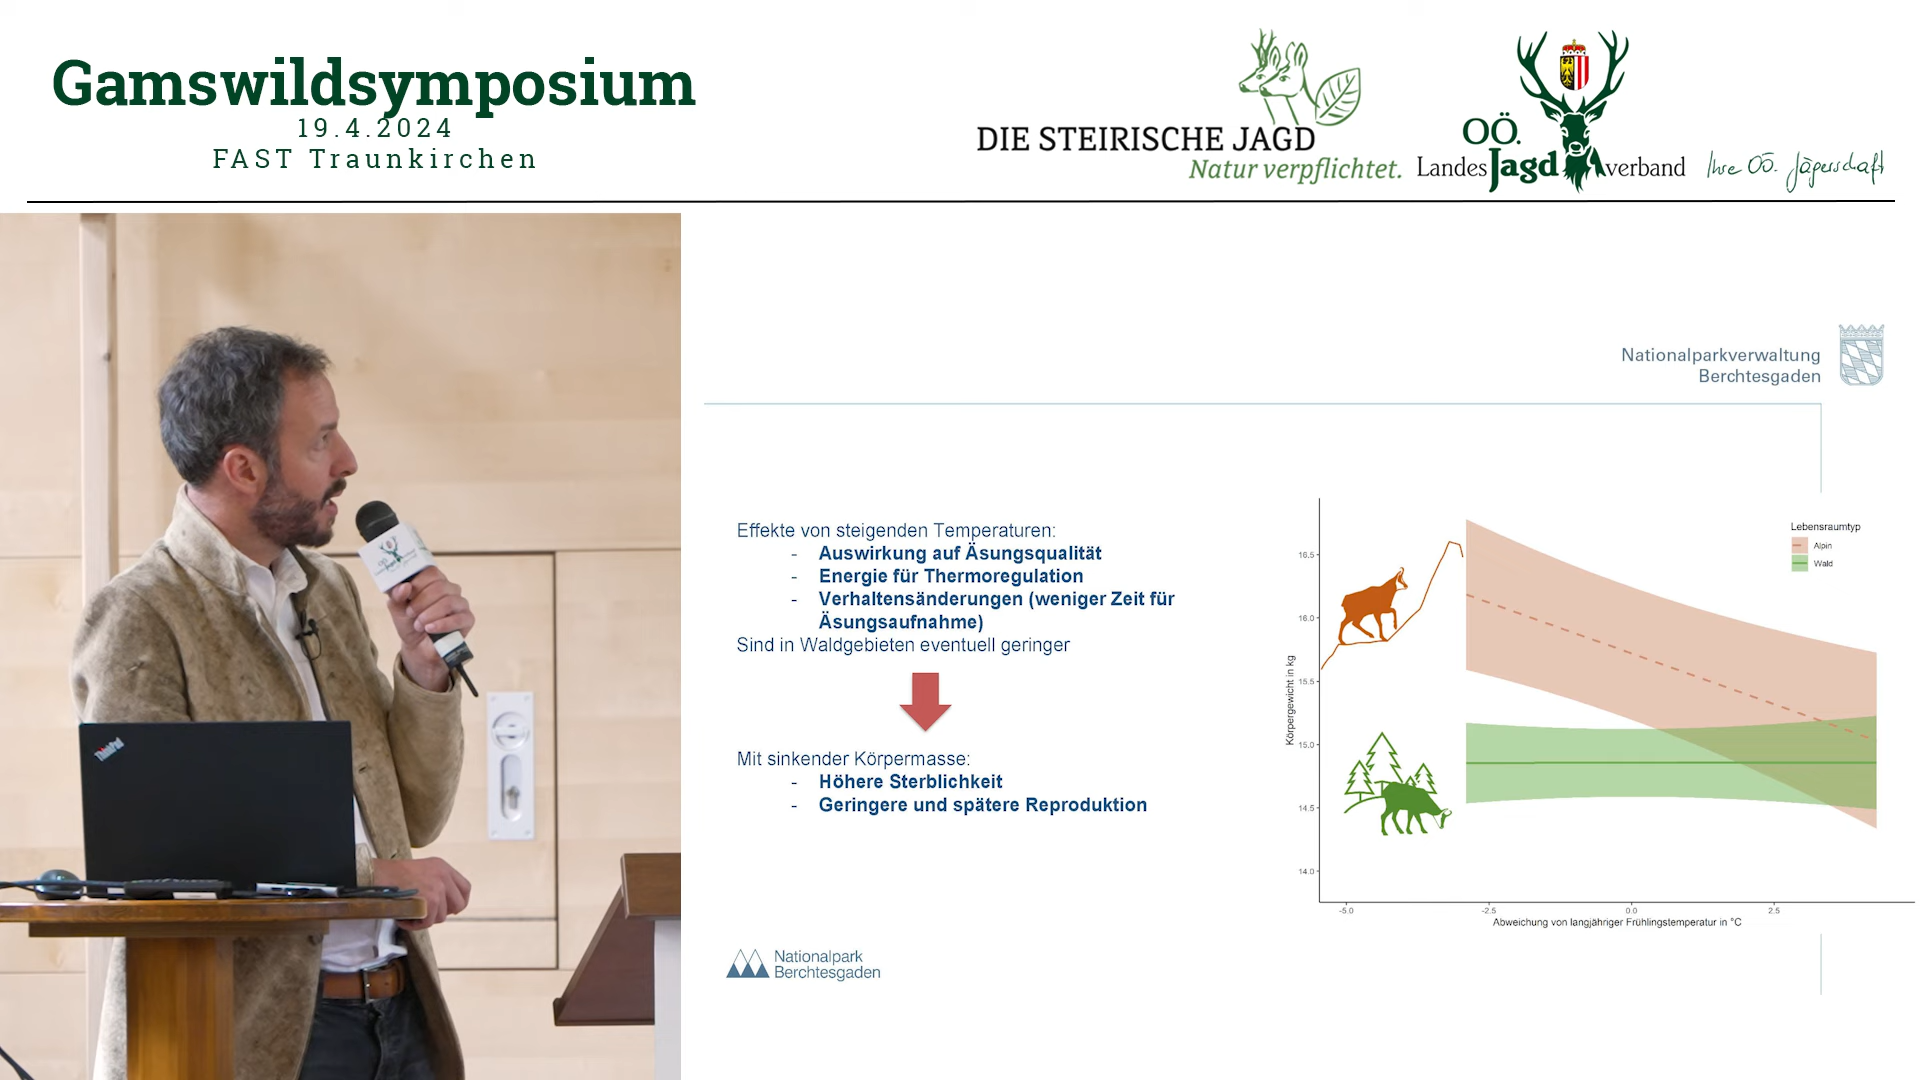 Gamswildsymposium
19.4.2024
FAST Traunkirchen
DIE STEIRISCHE JAGD
Natur verpflichtet.
OÖ.
Landes Jagd verband
Ihre OÖ. Jägerschaft
Nationalparkverwaltung
Berchtesgaden
Effekte von steigenden Temperaturen:
- Auswirkung auf Äsungsqualität
- Energie für Thermoregulation
- Verhaltensänderungen (weniger Zeit für
Äsungsaufnahme)
Sind in Waldgebieten eventuell geringer
Mit sinkender Körpermasse:
- Höhere Sterblichkeit
- Geringere und spätere Reproduktion
Lebensraumtyp
Alpin
Wald
Körpergewicht in kg
16.5
16.0
15.5
15.0
14.5
14.0
-5.0 -2.5 0.0 2.5
Abweichung von langjähriger Frühlingstemperatur in °C
Nationalpark
Berchtesgaden
ThinkPad
OÖ.